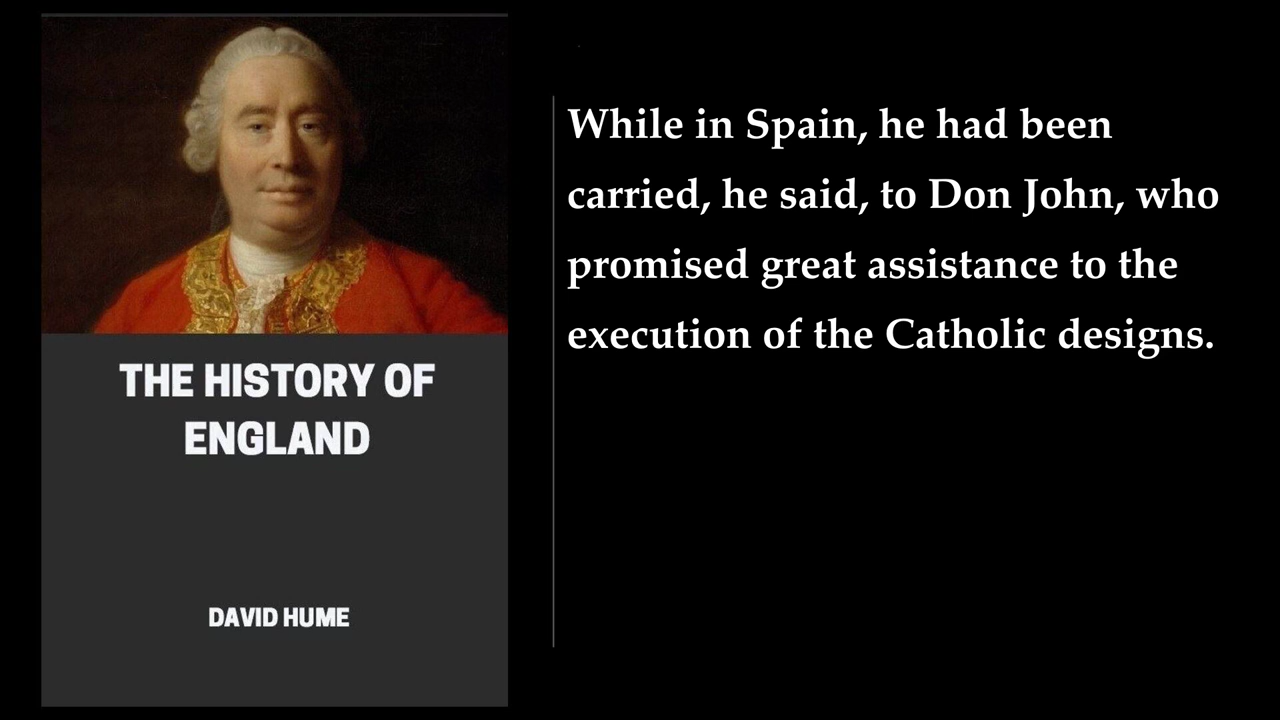 THE HISTORY OF
ENGLAND
DAVID HUME
While in Spain, he had been
carried, he said, to Don John, who
promised great assistance to the
execution of the Catholic designs.